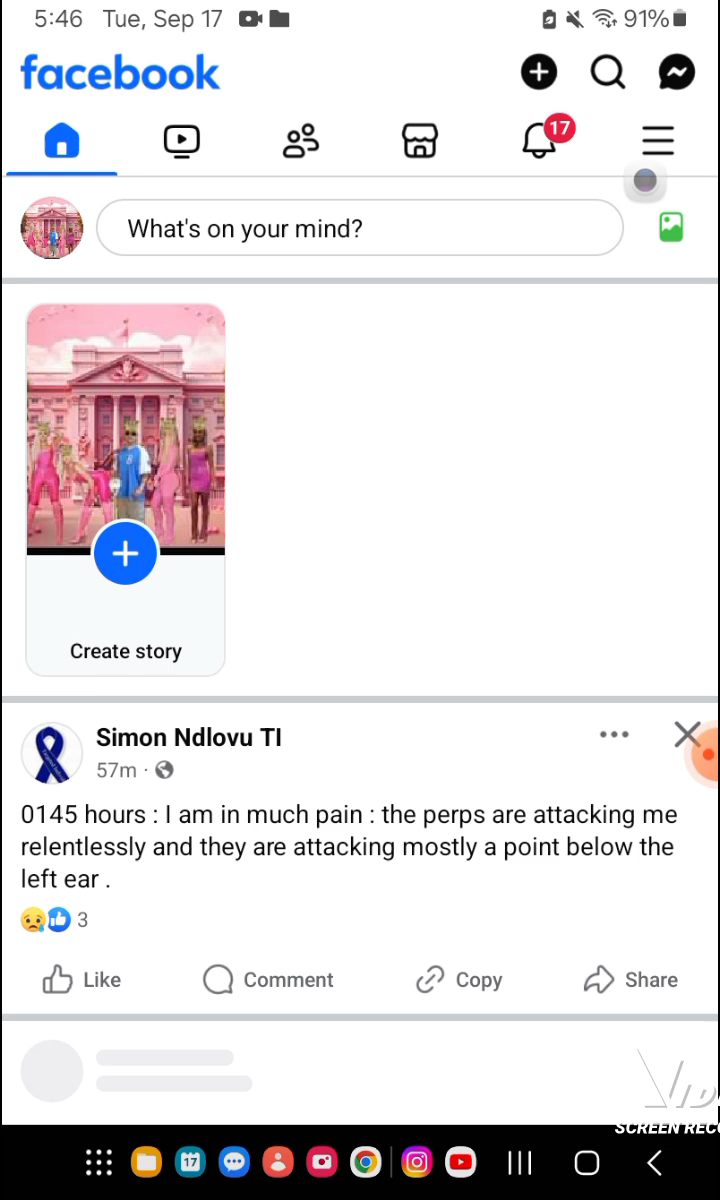 5:46 Tue, Sep 17 91%
facebook
17
What's on your mind?
Create story
Simon Ndlovu TI
57m ·
0145 hours : I am in much pain : the perps are attacking me
relentlessly and they are attacking mostly a point below the
left ear .
3
Like Comment Copy Share
SCREEN RECO
17